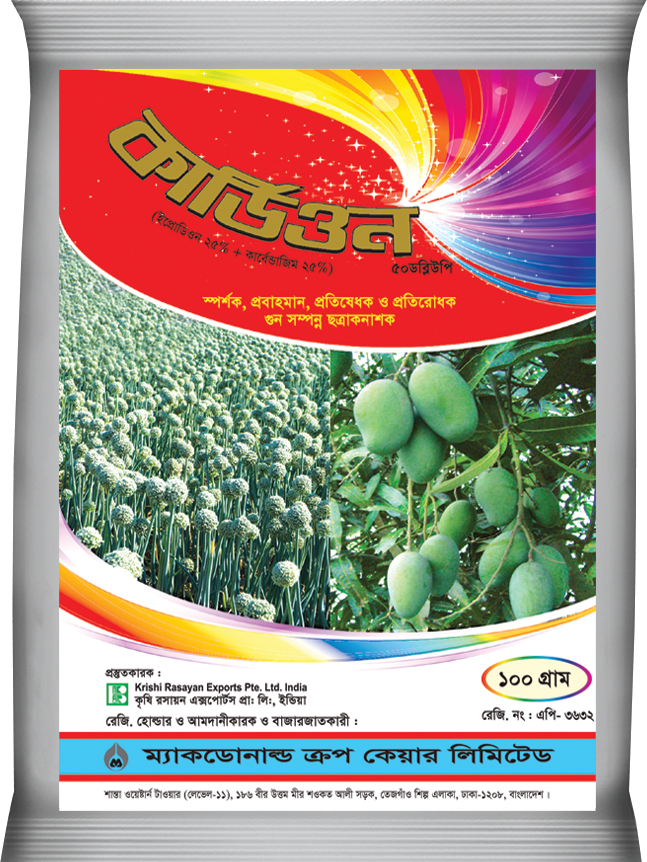 কার্ডিওন
(ইপ্রোডিওন ২৫% + কার্বেন্ডাজিম ২৫%)
৫০ডব্লিউপি
স্পর্শক, প্রবাহমান, প্রতিষেধক ও প্রতিরোধক
গুন সম্পন্ন ছত্রাকনাশক
প্রস্তুতকারক :
Krishi Rasayan Exports Pte. Ltd. India
কৃষি রসায়ন এক্সপোর্টস প্রা: লি:, ইন্ডিয়া
১০০ গ্রাম
রেজি. নং : এপি- ৩৬৩২
রেজি. হোল্ডার ও আমদানীকারক ও বাজারজাতকারী :
ম্যাকডোনাল্ড ক্রপ কেয়ার লিমিটেড
শান্তা ওয়েষ্টার্ন টাওয়ার (লেভেল-১১), ১৮৬ বীর উত্তম মীর শওকত আলী সড়ক, তেজগাঁও শিল্প এলাকা, ঢাকা-১২০৮, বাংলাদেশ।